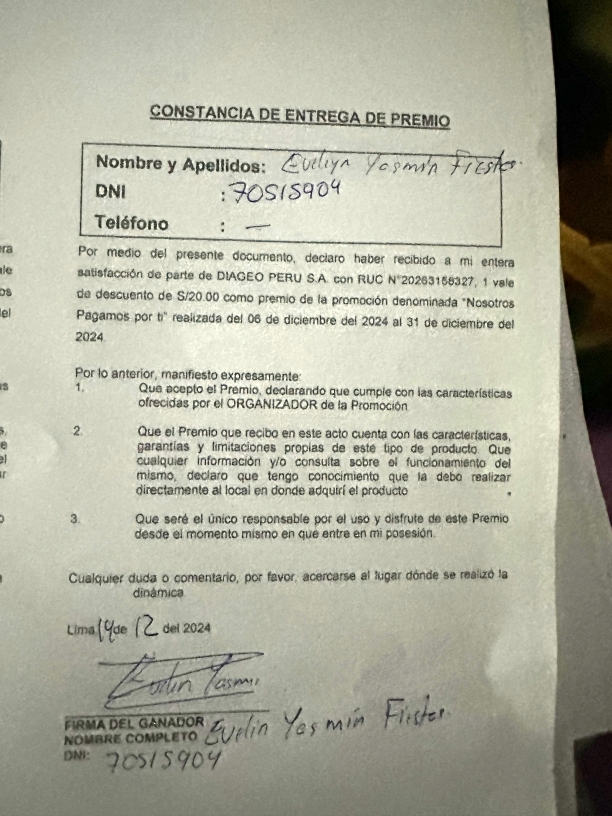 CONSTANCIA DE ENTREGA DE PREMIO
Nombre y Apellidos: Eveliyn Yasmín Fiester
DNI : 70515904
Teléfono : —
Por medio del presente documento, declaro haber recibido a mi entera
satisfacción de parte de DIAGEO PERU S.A. con RUC N°20263158327, 1 vale
de descuento de S/20.00 como premio de la promoción denominada "Nosotros
Pagamos por ti" realizada del 06 de diciembre del 2024 al 31 de diciembre del
2024.
Por lo anterior, manifiesto expresamente:
1. Que acepto el Premio, declarando que cumple con las características
ofrecidas por el ORGANIZADOR de la Promoción
2. Que el Premio que recibo en este acto cuenta con las características,
garantías y limitaciones propias de este tipo de producto. Que
cualquier información y/o consulta sobre el funcionamiento del
mismo, declaro que tengo conocimiento que la debo realizar
directamente al local en donde adquirí el producto
3. Que seré el único responsable por el uso y disfrute de este Premio
desde el momento mismo en que entre en mi posesión.
Cualquier duda o comentario, por favor, acercarse al lugar dónde se realizó la
dinámica
Lima 14 de 12 del 2024
Evelin Yasmin
FIRMA DEL GANADOR
NOMBRE COMPLETO Evelin Yasmín Fiester
DNI: 70515904